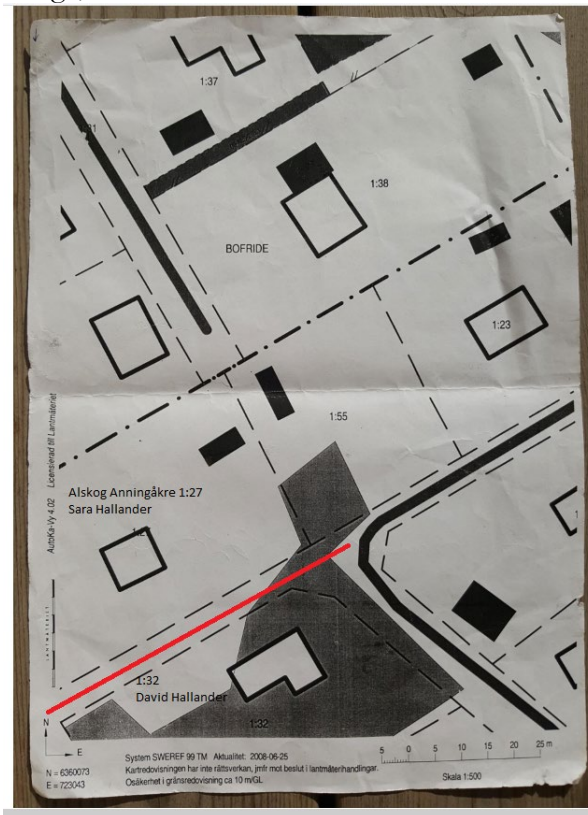 1:37
1:38
BOFRIDE
1:23
1:55
AutoKa-Vy 4.02 Licensierad till Lantmäteriet
Alskog Anningåkre 1:27
Sara Hallander
LANTMÄTERIET
1:32
David Hallander
1:32
N
E
N = 6360073
E = 723043
System SWEREF 99 TM Aktualitet: 2008-06-25
Kartredovisningen har inte rättsverkan, jmfr mot beslut i lantmäterihandlingar.
Osäkerhet i gränsredovisning ca 10 m/GL
5 0 5 10 15 20 25 m
Skala 1:500